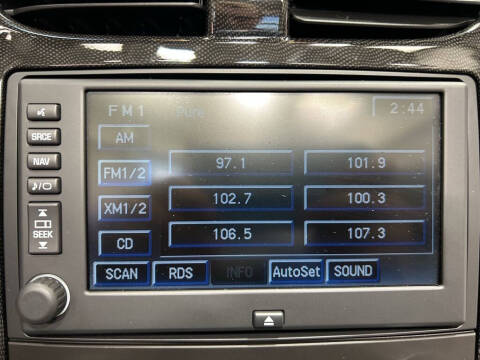 FM1 2:44
AM
SRCE
97.1 101.9
NAV
FM1/2
102.7 100.3
XM1/2
SEEK
106.5 107.3
CD
SCAN RDS INFO AutoSet SOUND